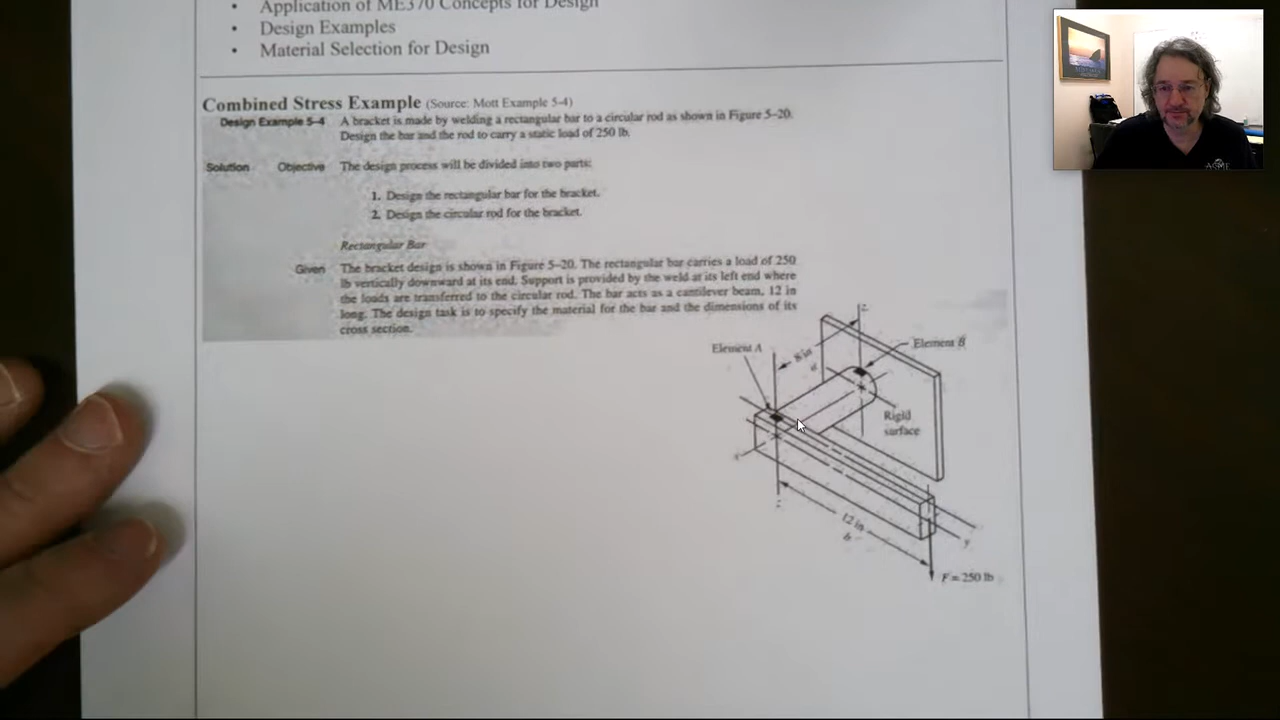 • Application of ME370 Concepts for Design
• Design Examples
• Material Selection for Design
Combined Stress Example (Source: Mott Example 5-4)
Design Example 5-4 A bracket is made by welding a rectangular bar to a circular rod as shown in Figure 5–20.
Design the bar and the rod to carry a static load of 250 lb.
Solution Objective The design process will be divided into two parts:
1. Design the rectangular bar for the bracket.
2. Design the circular rod for the bracket.
Rectangular Bar
Given The bracket design is shown in Figure 5–20. The rectangular bar carries a load of 250
lb vertically downward at its end. Support is provided by the weld at its left end where
the loads are transferred to the circular rod. The bar acts as a cantilever beam, 12 in
long. The design task is to specify the material for the bar and the dimensions of its
cross section.
z
Element A
8 in
a
Element B
Rigid
surface
x
z
12 in
b
y
F = 250 lb
ACME